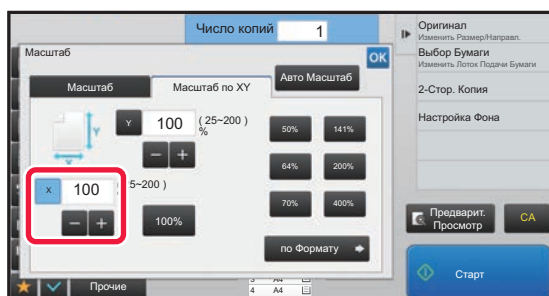 Число копий 1
Масштаб
OK
Масштаб
Масштаб по XY
Авто Масштаб
Y
Y 100 ( 25~200 )
%
50% 141%
X
X 100 5~200 )
64% 200%
100%
70% 400%
по Формату
Прочие
A4
4 A4
Оригинал
Изменить Размер/Направл.
Выбор Бумаги
Изменить Лоток Подачи Бумаги
2-Стор. Копия
Настройка Фона
Предварит.
Просмотр
CA
Старт